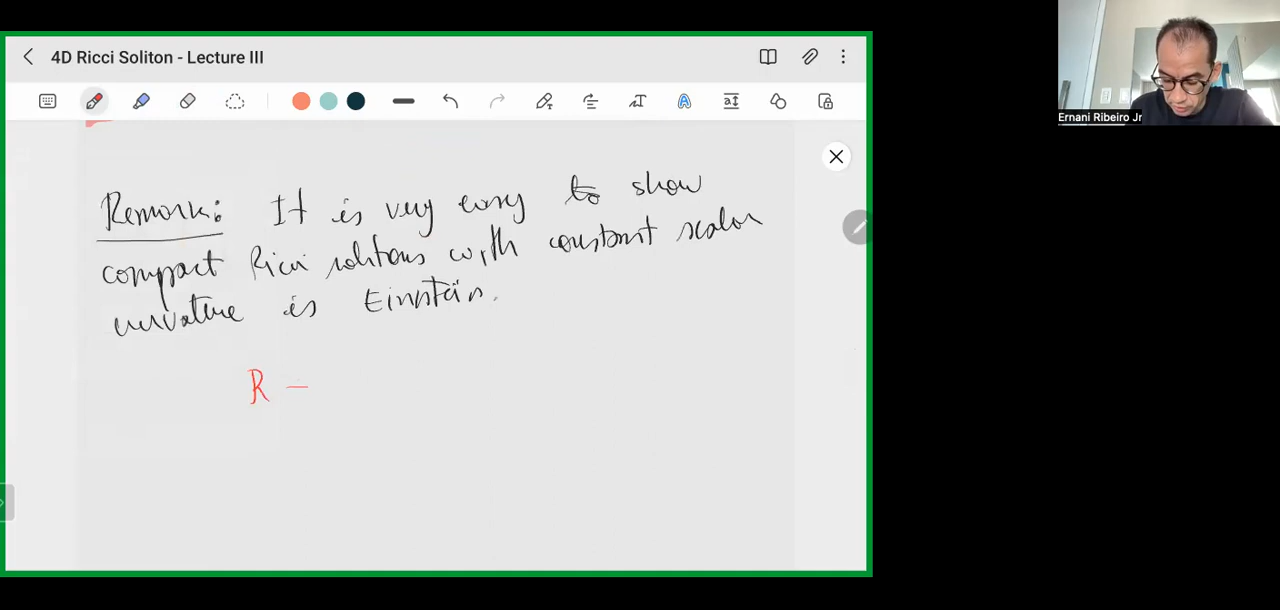 4D Ricci Soliton - Lecture III
Ernani Ribeiro Jr
Remark: It is very easy to show
compact Ricci solitons with constant scalar
curvature is Einstein.
R =